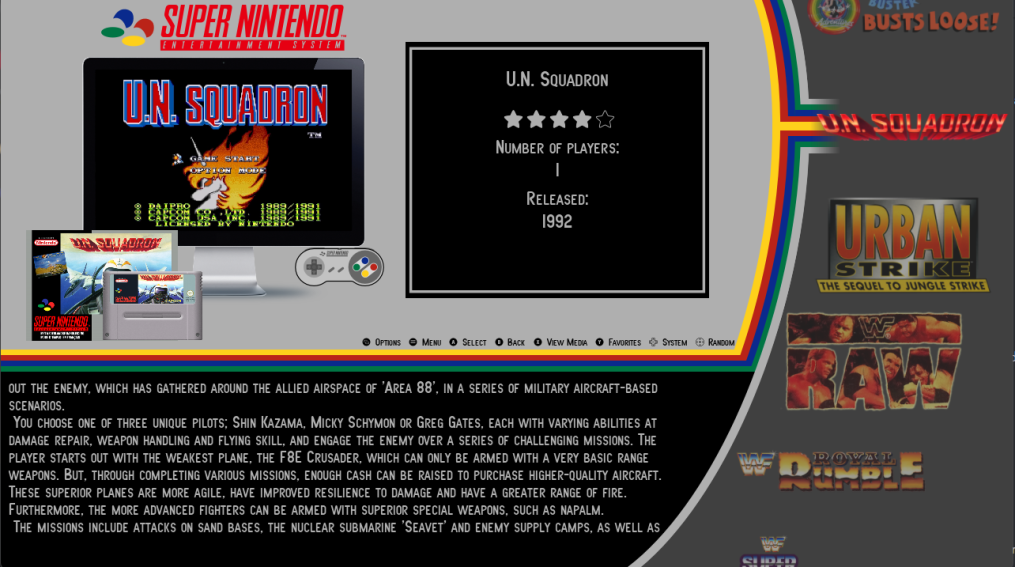 SUPER NINTENDO
ENTERTAINMENT SYSTEM
U.N. SQUADRON
TM
GAME START
OPTION MODE
© DAIPRO 1989/1991
© CAPCOM CO.,LTD. 1989/1991
© CAPCOM USA,INC. 1989/1991
LICENSED BY NINTENDO
Nintendo
U.N. SQUADRON
SUPER NINTENDO
U.N. Squadron
Number of players:
1
Released:
1992
Options Menu Select Back View Media Favorites System Random
out the enemy, which has gathered around the allied airspace of 'Area 88', in a series of military aircraft-based
scenarios.
You choose one of three unique pilots; Shin Kazama, Micky Schymon or Greg Gates, each with varying abilities at
damage repair, weapon handling and flying skill, and engage the enemy over a series of challenging missions. The
player starts out with the weakest plane, the F8E Crusader, which can only be armed with a very basic range
weapons. But, through completing various missions, enough cash can be raised to purchase higher-quality aircraft.
These superior planes are more agile, have improved resilience to damage and have a greater range of fire.
Furthermore, the more advanced fighters can be armed with superior special weapons, such as napalm.
The missions include attacks on sand bases, the nuclear submarine 'Seavet' and enemy supply camps, as well as
BUSTER
BUSTS LOOSE!
U.N. SQUADRON
URBAN
STRIKE
THE SEQUEL TO JUNGLE STRIKE
WF
RAW
WF ROYAL
RUMBLE
WF
SUPER